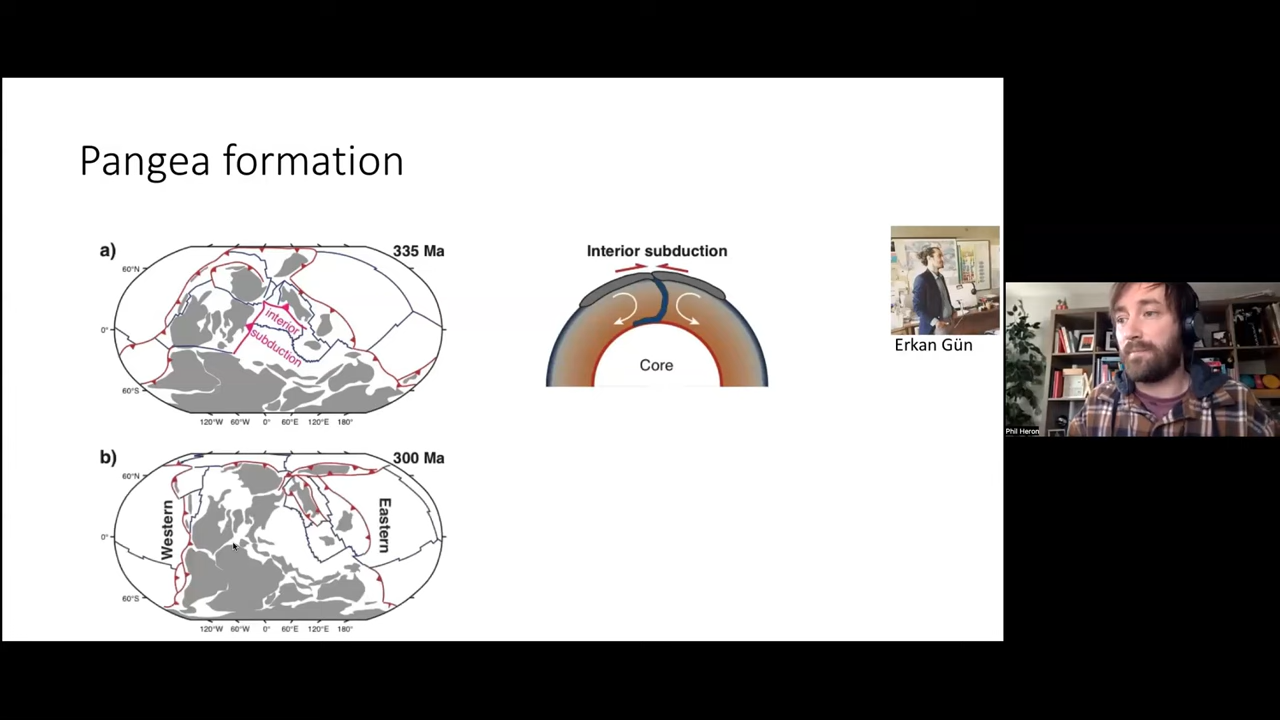 Pangea formation
a)
335 Ma
60°N
0°
60°S
interior
subduction
120°W 60°W 0° 60°E 120°E 180°
b)
300 Ma
60°N
0°
60°S
Western
Eastern
120°W 60°W 0° 60°E 120°E 180°
Interior subduction
Core
Erkan Gün
Phil Heron